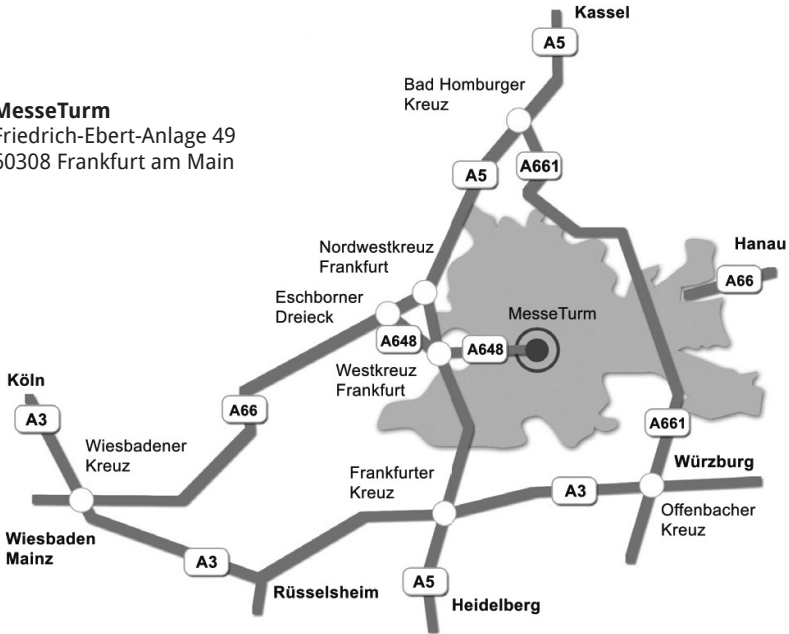 Kassel
A5
Bad Homburger
Kreuz
MesseTurm
Friedrich-Ebert-Anlage 49
60308 Frankfurt am Main
A5
A661
Nordwestkreuz
Frankfurt
Hanau
A66
Eschborner
Dreieck
MesseTurm
A648
A648
Westkreuz
Frankfurt
Köln
A3
A66
Wiesbadener
Kreuz
A661
Würzburg
Frankfurter
Kreuz
A3
Offenbacher
Kreuz
Wiesbaden
Mainz
A3
Rüsselsheim
A5
Heidelberg